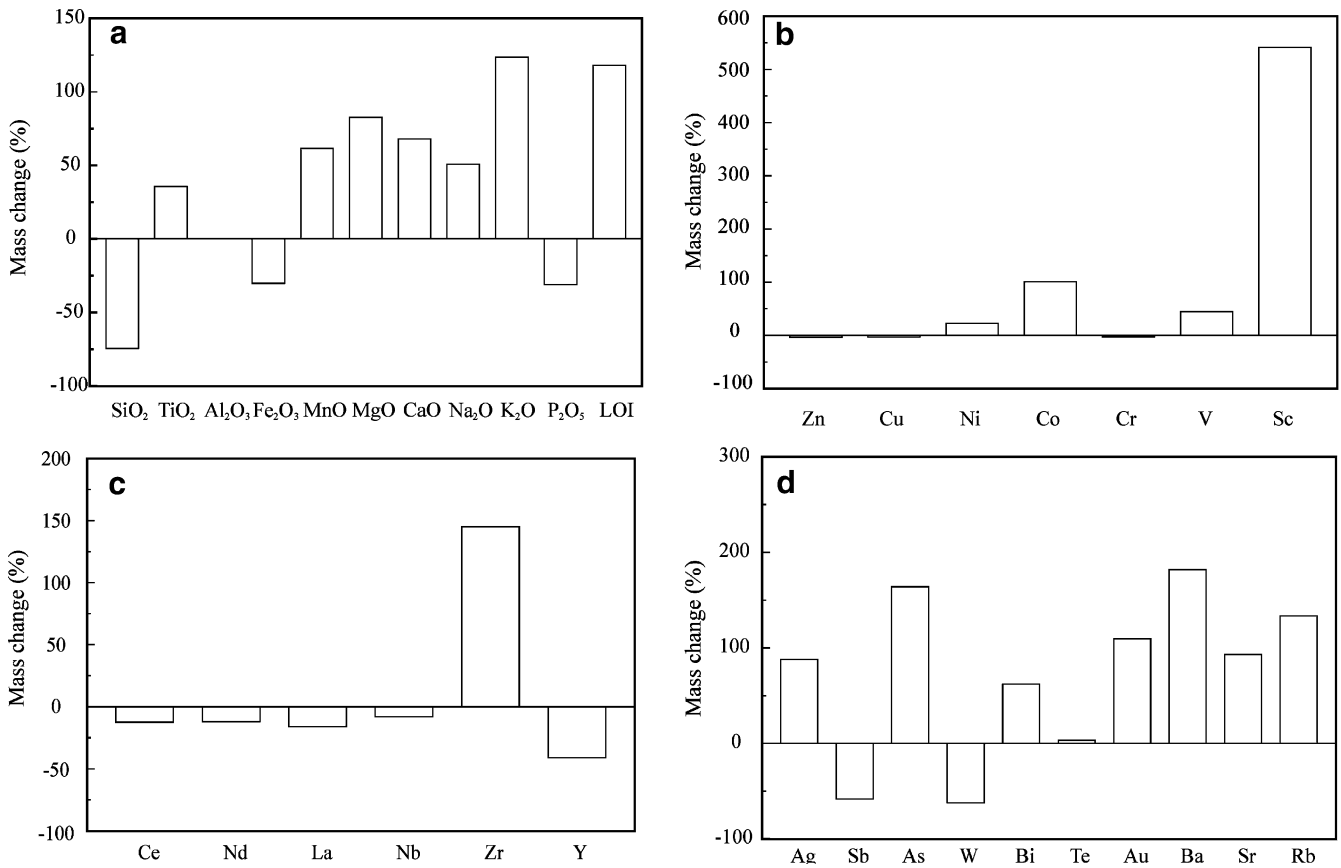 a
150
100
50
0
-50
-100
Mass change (%)
SiO₂ TiO₂ Al₂O₃ Fe₂O₃ MnO MgO CaO Na₂O K₂O P₂O₅ LOI
b
600
500
400
300
200
100
0
-100
Mass change (%)
Zn Cu Ni Co Cr V Sc
c
200
150
100
50
0
-50
-100
Mass change (%)
Ce Nd La Nb Zr Y
d
300
200
100
0
-100
Mass change (%)
Ag Sb As W Bi Te Au Ba Sr Rb